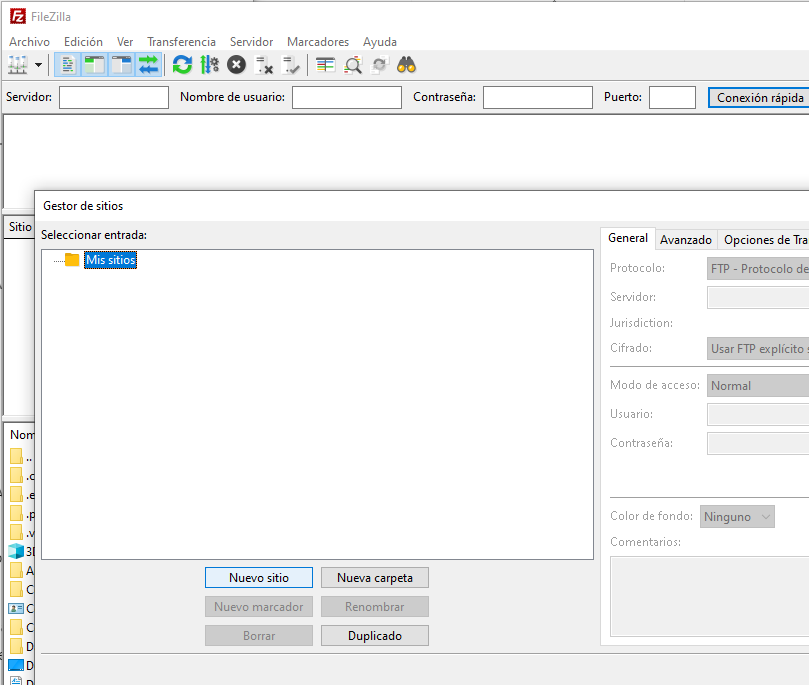 FileZilla
Archivo Edición Ver Transferencia Servidor Marcadores Ayuda
Servidor: Nombre de usuario: Contraseña: Puerto: Conexión rápida
Gestor de sitios
Sitio
Seleccionar entrada:
Mis sitios
General Avanzado Opciones de Tra
Protocolo: FTP - Protocolo de
Servidor:
Jurisdiction:
Cifrado: Usar FTP explícito s
Modo de acceso: Normal
Usuario:
Contraseña:
Color de fondo: Ninguno
Comentarios:
Nuevo sitio Nueva carpeta
Nuevo marcador Renombrar
Borrar Duplicado
Nom
..
.c
.e
.p
.v
3D
A
C
C
C
D
D